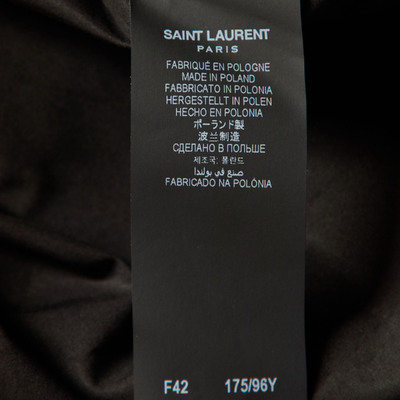 SAINT LAURENT
PARIS
FABRIQUÉ EN POLOGNE
MADE IN POLAND
FABBRICATO IN POLONIA
HERGESTELLT IN POLEN
HECHO EN POLONIA
ポーランド製
波兰制造
СДЕЛАНО В ПОЛЬШЕ
제조국: 폴란드
صنع في بولندا
FABRICADO NA POLÓNIA
F42 175/96Y